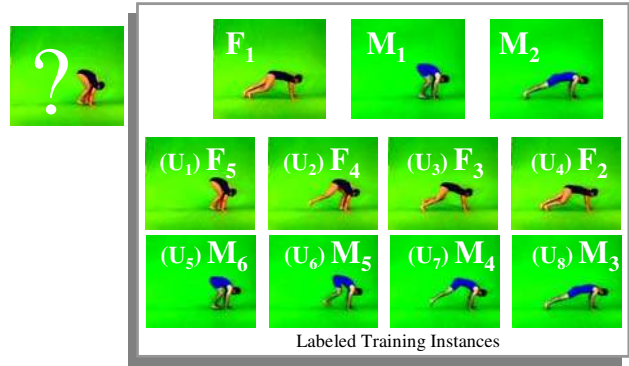 ?
F1 M1 M2
(U1) F5 (U2) F4 (U3) F3 (U4) F2
(U5) M6 (U6) M5 (U7) M4 (U8) M3
Labeled Training Instances